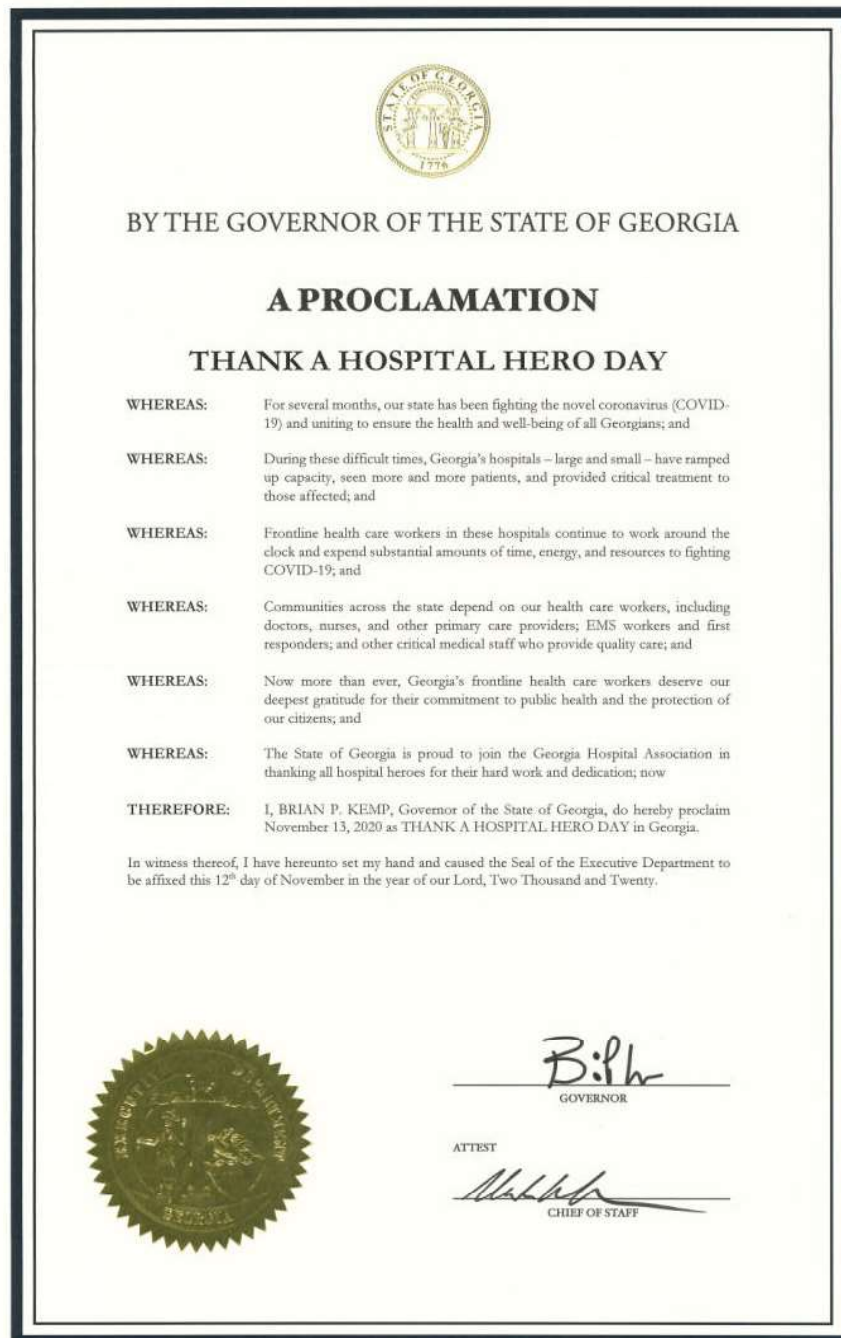 STATE OF GEORGIA
CONSTITUTION
1776
BY THE GOVERNOR OF THE STATE OF GEORGIA
A PROCLAMATION
THANK A HOSPITAL HERO DAY
WHEREAS: For several months, our state has been fighting the novel coronavirus (COVID-
19) and uniting to ensure the health and well-being of all Georgians; and
WHEREAS: During these difficult times, Georgia's hospitals – large and small – have ramped
up capacity, seen more and more patients, and provided critical treatment to
those affected; and
WHEREAS: Frontline health care workers in these hospitals continue to work around the
clock and expend substantial amounts of time, energy, and resources to fighting
COVID-19; and
WHEREAS: Communities across the state depend on our health care workers, including
doctors, nurses, and other primary care providers; EMS workers and first
responders; and other critical medical staff who provide quality care; and
WHEREAS: Now more than ever, Georgia's frontline health care workers deserve our
deepest gratitude for their commitment to public health and the protection of
our citizens; and
WHEREAS: The State of Georgia is proud to join the Georgia Hospital Association in
thanking all hospital heroes for their hard work and dedication; now
THEREFORE: I, BRIAN P. KEMP, Governor of the State of Georgia, do hereby proclaim
November 13, 2020 as THANK A HOSPITAL HERO DAY in Georgia.
In witness thereof, I have hereunto set my hand and caused the Seal of the Executive Department to
be affixed this 12th day of November in the year of our Lord, Two Thousand and Twenty.
EXECUTIVE DEPARTMENT
GEORGIA
GOVERNOR
ATTEST
CHIEF OF STAFF